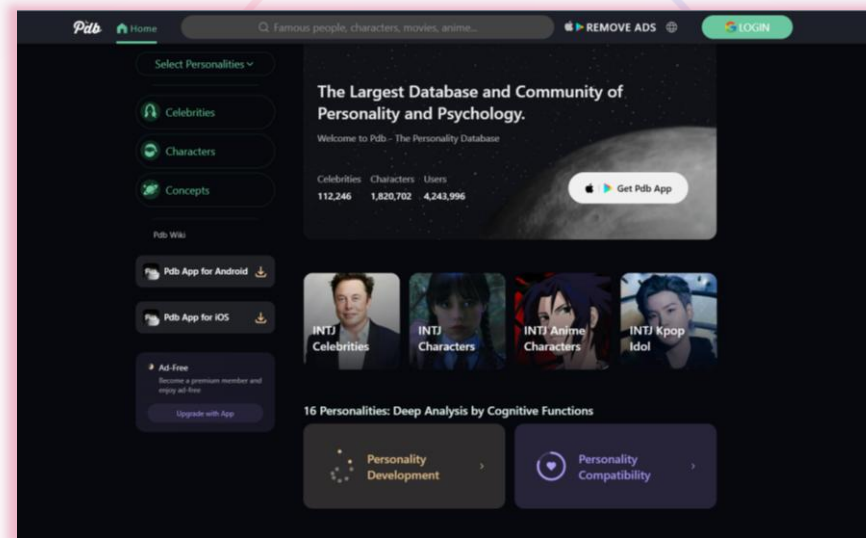 Pdb
Home
Famous people, characters, movies, anime...
REMOVE ADS
LOGIN
Select Personalities
Celebrities
Characters
Concepts
Pdb Wiki
Pdb App for Android
Pdb App for iOS
Ad-Free
Become a premium member and
enjoy ad-free
Upgrade with App
The Largest Database and Community of
Personality and Psychology.
Welcome to Pdb - The Personality Database
Celebrities Characters Users
112,246 1,820,702 4,243,996
Get Pdb App
INTJ
Celebrities
INTJ
Characters
INTJ Anime
Characters
INTJ Kpop
Idol
16 Personalities: Deep Analysis by Cognitive Functions
Personality
Development
Personality
Compatibility